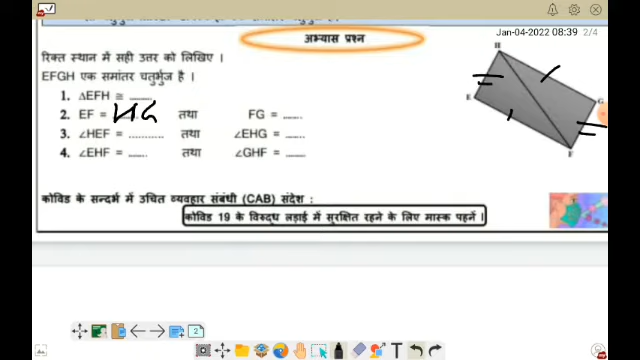 Jan-04-2022 08:39 2/4
अभ्यास प्रश्न
रिक्त स्थान में सही उत्तर को लिखिए ।
EFGH एक समांतर चतुर्भुज है ।
1. ΔEFH ≅ ........
2. EF = HG तथा FG = ......
3. ∠HEF = ........... तथा ∠EHG = ......
4. ∠EHF = ...... तथा ∠GHF = ......
H
E
G
F
कोविड के सन्दर्भ में उचित व्यवहार संबंधी (CAB) संदेश :
कोविड 19 के विरुद्ध लड़ाई में सुरक्षित रहने के लिए मास्क पहनें ।
2
T